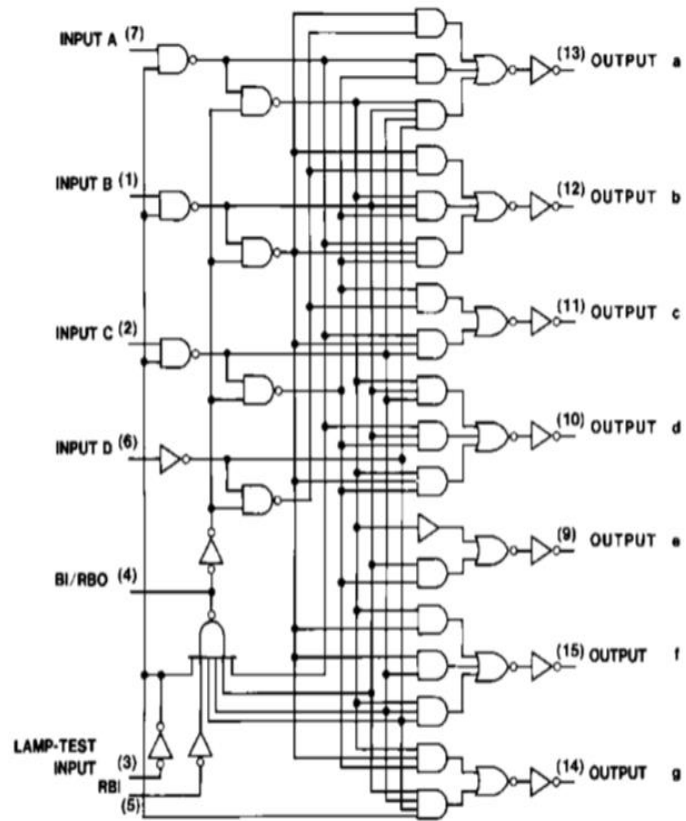 INPUT A (7)
(13) OUTPUT a
INPUT B (1)
(12) OUTPUT b
(11) OUTPUT c
INPUT C (2)
(10) OUTPUT d
INPUT D (6)
(9) OUTPUT e
BI/RBO (4)
(15) OUTPUT f
LAMP-TEST
INPUT (3)
(14) OUTPUT g
RBI
(5)